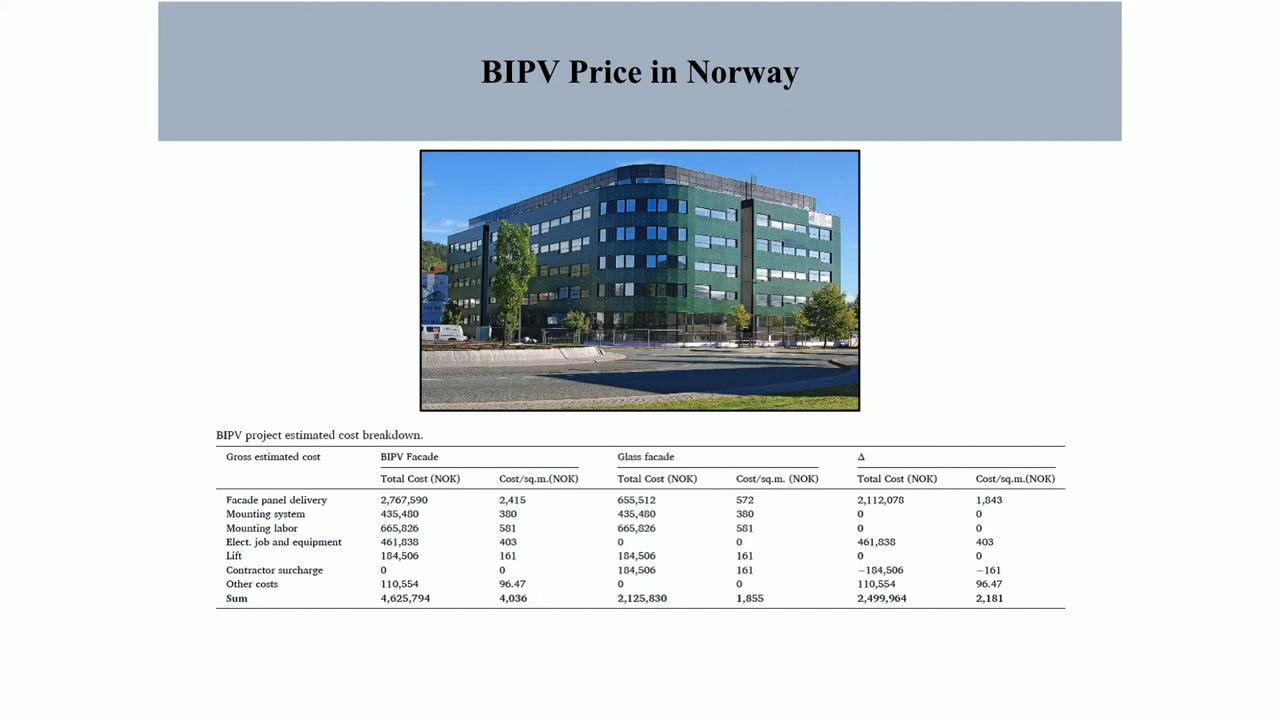 BIPV Price in Norway
BIPV project estimated cost breakdown.
Gross estimated cost BIPV Facade Glass facade Δ
Total Cost (NOK) Cost/sq.m.(NOK) Total Cost (NOK) Cost/sq.m. (NOK) Total Cost (NOK) Cost/sq.m.(NOK)
Facade panel delivery 2,767,590 2,415 655,512 572 2,112,078 1,843
Mounting system 435,480 380 435,480 380 0 0
Mounting labor 665,826 581 665,826 581 0 0
Elect. job and equipment 461,838 403 0 0 461,838 403
Lift 184,506 161 184,506 161 0 0
Contractor surcharge 0 0 184,506 161 −184,506 −161
Other costs 110,554 96.47 0 0 110,554 96.47
Sum 4,625,794 4,036 2,125,830 1,855 2,499,964 2,181